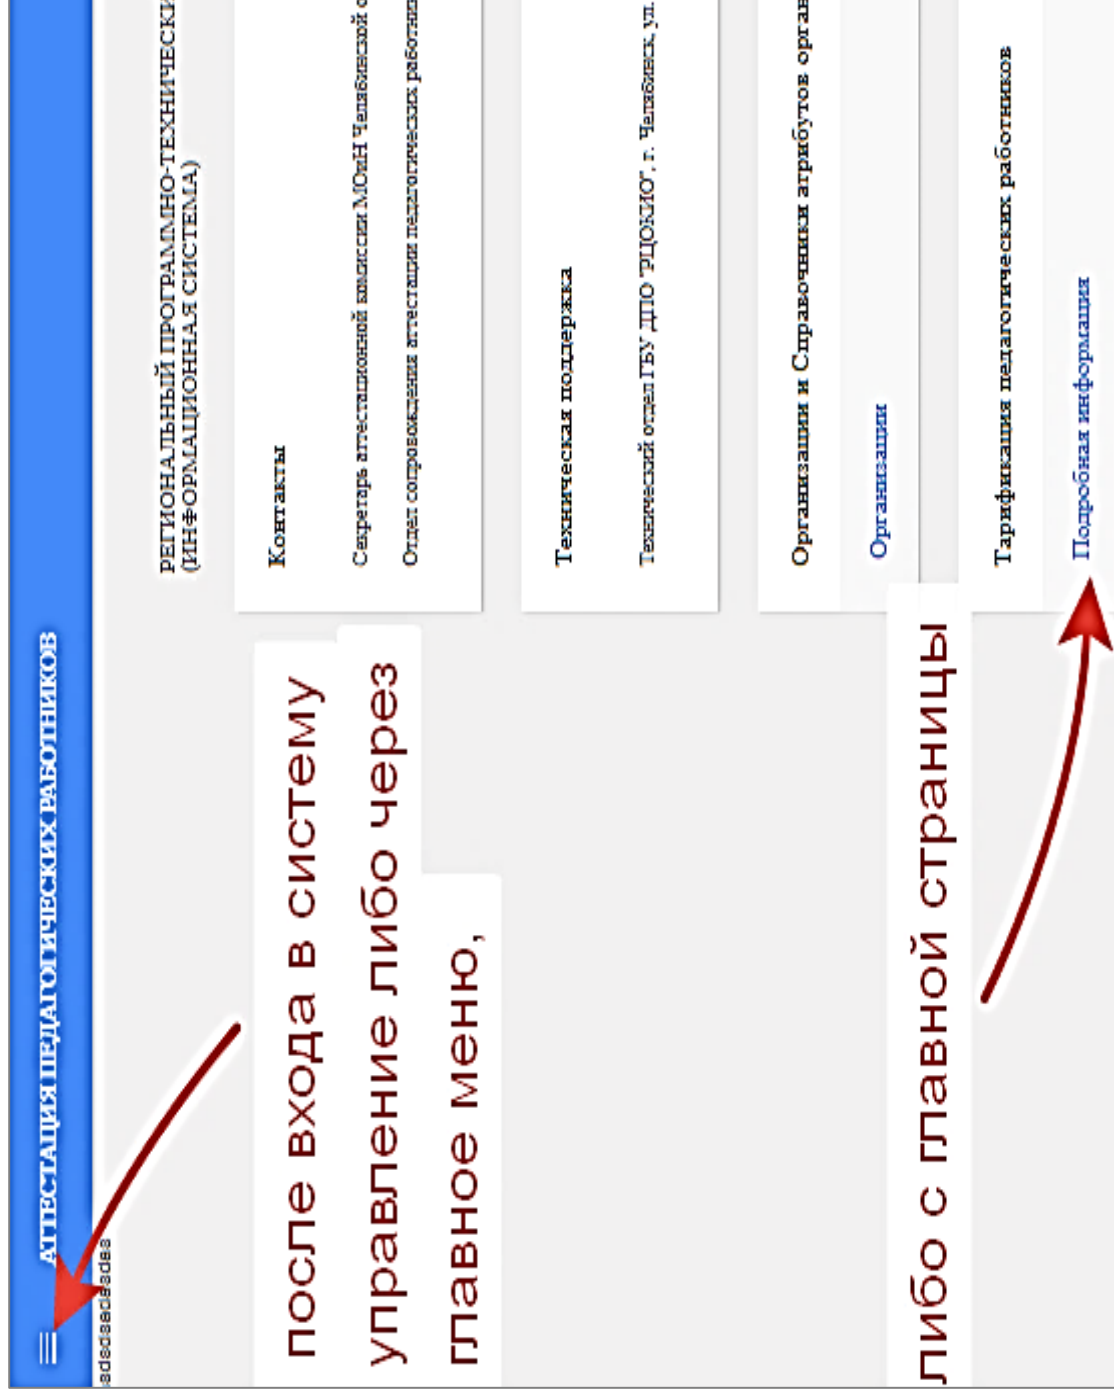 АТТЕСТАЦИЯ ПЕДАГОГИЧЕСКИХ РАБОТНИКОВ
sadsdsadasdas
РЕГИОНАЛЬНЫЙ ПРОГРАММНО-ТЕХНИЧЕСКИ
(ИНФОРМАЦИОННАЯ СИСТЕМА)
Контакты
Секретарь аттестационной комиссии МОиН Челябинской о
Отдел сопровождения аттестации педагогических работни
после входа в систему
управление либо через
главное меню,
Техническая поддержка
Технический отдел ГБУ ДПО "РЦОКИО", г. Челябинск, ул.
Организации и Справочники атрибутов орган
Организации
либо с главной страницы
Тарификация педагогических работников
Подробная информация